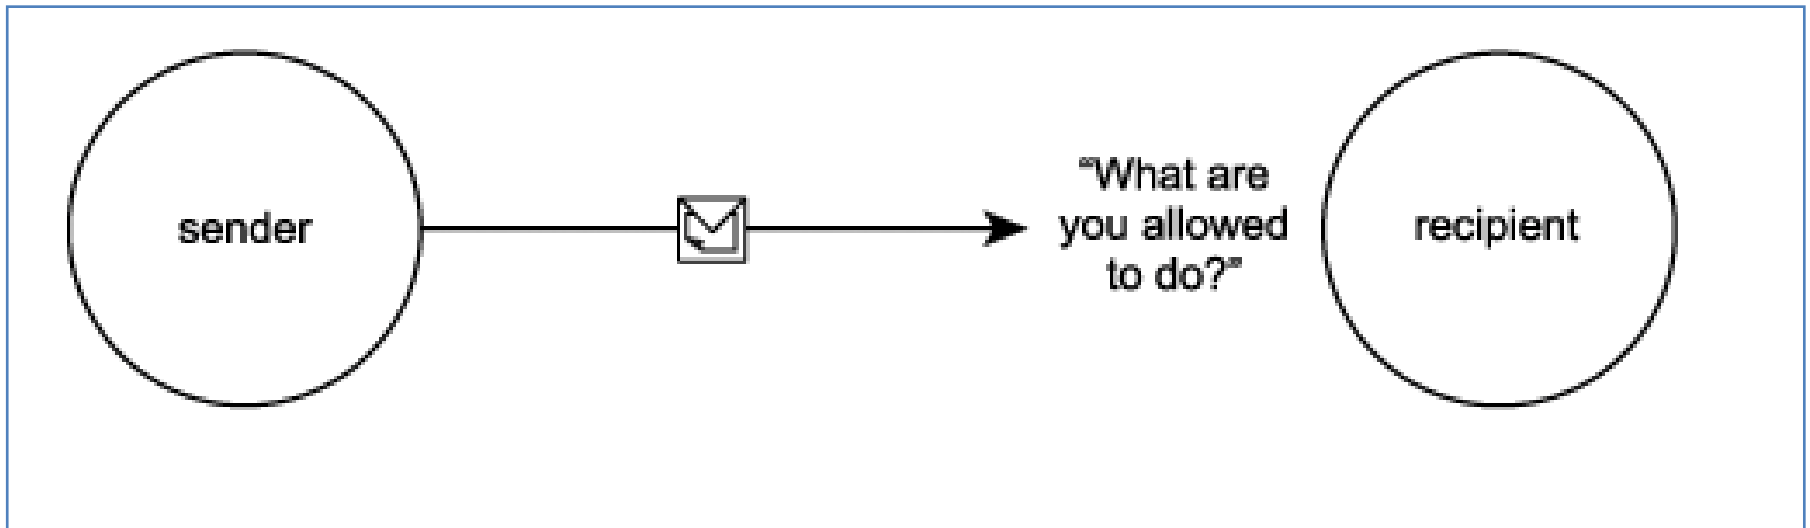 sender
“What are
you allowed
to do?”
recipient